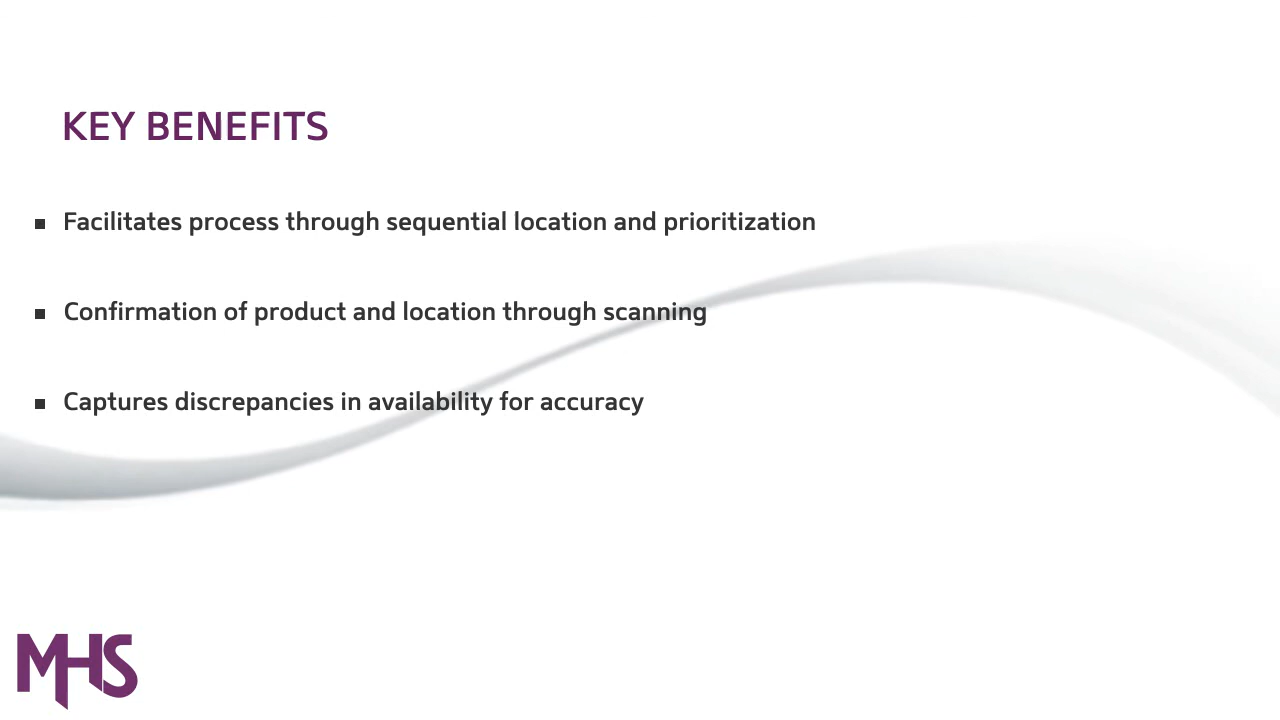 KEY BENEFITS
Facilitates process through sequential location and prioritization
Confirmation of product and location through scanning
Captures discrepancies in availability for accuracy
MHS